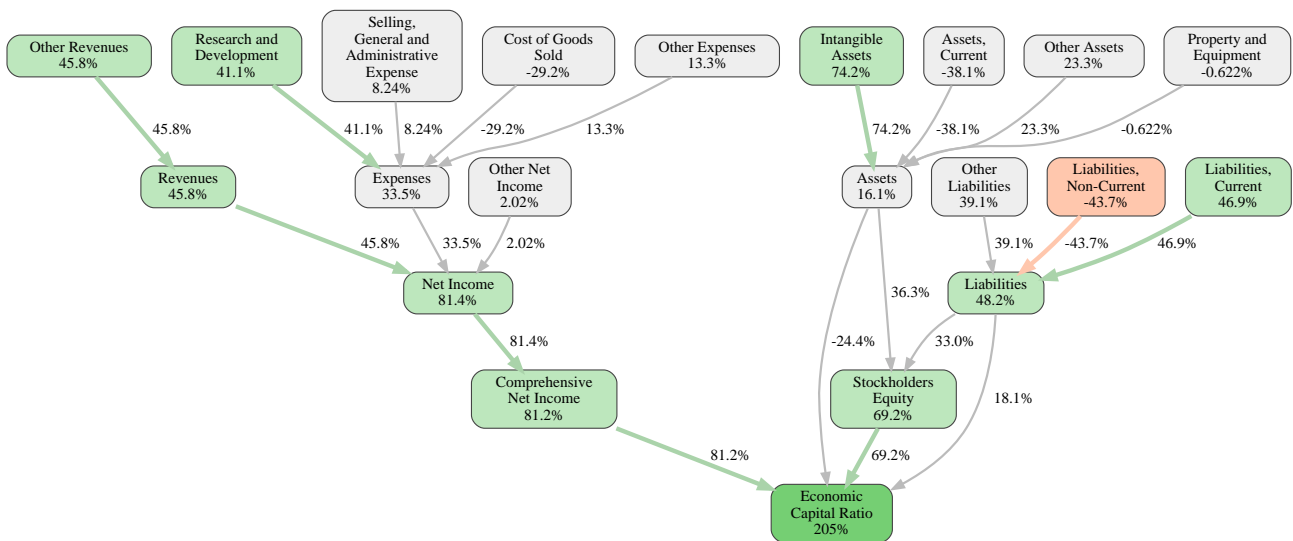 Selling,
General and
Administrative
Expense
8.24%
Other Revenues
45.8%
Research and
Development
41.1%
Cost of Goods
Sold
-29.2%
Other Expenses
13.3%
Intangible
Assets
74.2%
Assets,
Current
-38.1%
Other Assets
23.3%
Property and
Equipment
-0.622%
45.8%
41.1%
8.24%
-29.2%
13.3%
74.2%
-38.1%
23.3%
-0.622%
Revenues
45.8%
Expenses
33.5%
Other Net
Income
2.02%
Assets
16.1%
Other
Liabilities
39.1%
Liabilities,
Non-Current
-43.7%
Liabilities,
Current
46.9%
45.8%
33.5%
2.02%
39.1%
-43.7%
46.9%
Net Income
81.4%
Liabilities
48.2%
36.3%
81.4%
-24.4%
33.0%
Comprehensive
Net Income
81.2%
Stockholders
Equity
69.2%
18.1%
81.2%
69.2%
Economic
Capital Ratio
205%